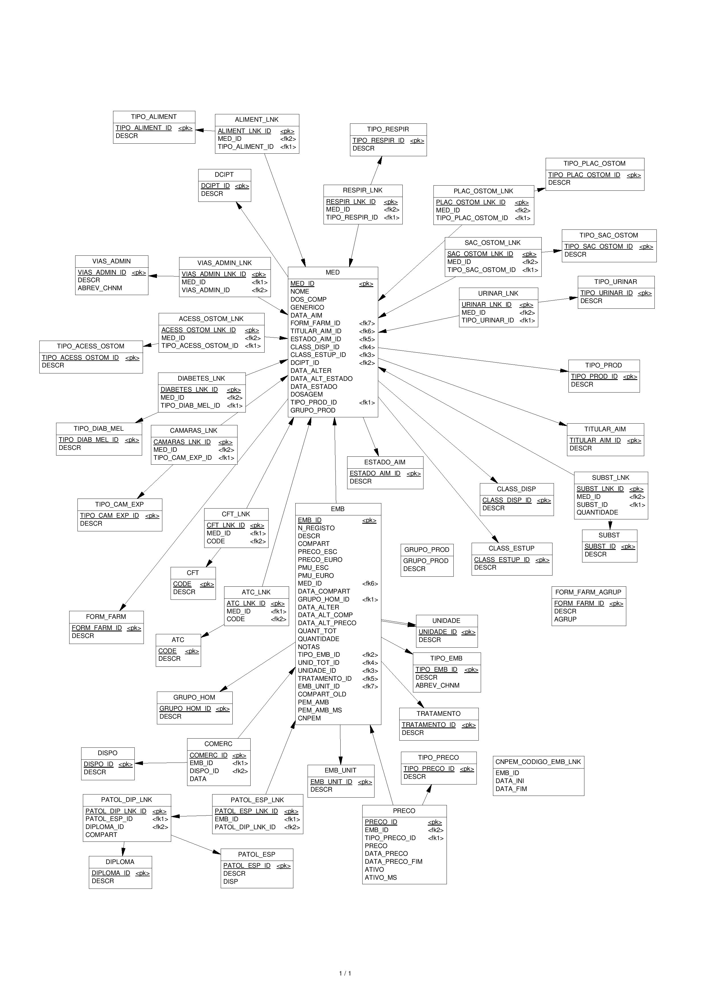 TIPO_ALIMENT
TIPO_ALIMENT_ID <pk>
DESCR
ALIMENT_LNK
ALIMENT_LNK_ID <pk>
MED_ID <fk2>
TIPO_ALIMENT_ID <fk1>
TIPO_RESPIR
TIPO_RESPIR_ID <pk>
DESCR
TIPO_PLAC_OSTOM
TIPO_PLAC_OSTOM_ID <pk>
DESCR
DCIPT
DCIPT_ID <pk>
DESCR
RESPIR_LNK
RESPIR_LNK_ID <pk>
MED_ID <fk2>
TIPO_RESPIR_ID <fk1>
PLAC_OSTOM_LNK
PLAC_OSTOM_LNK_ID <pk>
MED_ID <fk2>
TIPO_PLAC_OSTOM_ID <fk1>
TIPO_SAC_OSTOM
TIPO_SAC_OSTOM_ID <pk>
DESCR
SAC_OSTOM_LNK
SAC_OSTOM_LNK_ID <pk>
MED_ID <fk2>
TIPO_SAC_OSTOM_ID <fk1>
VIAS_ADMIN
VIAS_ADMIN_ID <pk>
DESCR
ABREV_CHNM
VIAS_ADMIN_LNK
VIAS_ADMIN_LNK_ID <pk>
MED_ID <fk1>
VIAS_ADMIN_ID <fk2>
MED
MED_ID <pk>
NOME
DOS_COMP
GENERICO
DATA_AIM
FORM_FARM_ID <fk7>
TITULAR_AIM_ID <fk6>
ESTADO_AIM_ID <fk5>
CLASS_DISP_ID <fk4>
CLASS_ESTUP_ID <fk3>
DCIPT_ID <fk2>
DATA_ALTER
DATA_ALT_ESTADO
DATA_ESTADO
DOSAGEM
TIPO_PROD_ID <fk1>
GRUPO_PROD
TIPO_URINAR
TIPO_URINAR_ID <pk>
DESCR
URINAR_LNK
URINAR_LNK_ID <pk>
MED_ID <fk2>
TIPO_URINAR_ID <fk1>
ACESS_OSTOM_LNK
ACESS_OSTOM_LNK_ID <pk>
MED_ID <fk2>
TIPO_ACESS_OSTOM_ID <fk1>
TIPO_ACESS_OSTOM
TIPO_ACESS_OSTOM_ID <pk>
DESCR
TIPO_PROD
TIPO_PROD_ID <pk>
DESCR
DIABETES_LNK
DIABETES_LNK_ID <pk>
MED_ID <fk2>
TIPO_DIAB_MEL_ID <fk1>
TIPO_DIAB_MEL
TIPO_DIAB_MEL_ID <pk>
DESCR
CAMARAS_LNK
CAMARAS_LNK_ID <pk>
MED_ID <fk2>
TIPO_CAM_EXP_ID <fk1>
TITULAR_AIM
TITULAR_AIM_ID <pk>
DESCR
ESTADO_AIM
ESTADO_AIM_ID <pk>
DESCR
SUBST_LNK
SUBST_LNK_ID <pk>
MED_ID <fk2>
SUBST_ID <fk1>
QUANTIDADE
CLASS_DISP
CLASS_DISP_ID <pk>
DESCR
TIPO_CAM_EXP
TIPO_CAM_EXP_ID <pk>
DESCR
CFT_LNK
CFT_LNK_ID <pk>
MED_ID <fk1>
CODE <fk2>
EMB
EMB_ID <pk>
N_REGISTO
DESCR
COMPART
PRECO_ESC
PRECO_EURO
PMU_ESC
PMU_EURO
MED_ID <fk6>
DATA_COMPART
GRUPO_HOM_ID <fk1>
DATA_ALTER
DATA_ALT_COMP
DATA_ALT_PRECO
QUANT_TOT
QUANTIDADE
NOTAS
TIPO_EMB_ID <fk2>
UNID_TOT_ID <fk4>
UNIDADE_ID <fk3>
TRATAMENTO_ID <fk5>
EMB_UNIT_ID <fk7>
COMPART_OLD
PEM_AMB
PEM_AMB_MS
CNPEM
SUBST
SUBST_ID <pk>
DESCR
GRUPO_PROD
GRUPO_PROD
DESCR
CLASS_ESTUP
CLASS_ESTUP_ID <pk>
DESCR
CFT
CODE <pk>
DESCR
ATC_LNK
ATC_LNK_ID <pk>
MED_ID <fk1>
CODE <fk2>
FORM_FARM_AGRUP
FORM_FARM_ID <pk>
DESCR
AGRUP
FORM_FARM
FORM_FARM_ID <pk>
DESCR
UNIDADE
UNIDADE_ID <pk>
DESCR
ATC
CODE <pk>
DESCR
TIPO_EMB
TIPO_EMB_ID <pk>
DESCR
ABREV_CHNM
GRUPO_HOM
GRUPO_HOM_ID <pk>
DESCR
TRATAMENTO
TRATAMENTO_ID <pk>
DESCR
COMERC
COMERC_ID <pk>
EMB_ID <fk1>
DISPO_ID <fk2>
DATA
DISPO
DISPO_ID <pk>
DESCR
TIPO_PRECO
TIPO_PRECO_ID <pk>
DESCR
CNPEM_CODIGO_EMB_LNK
EMB_ID
DATA_INI
DATA_FIM
EMB_UNIT
EMB_UNIT_ID <pk>
DESCR
PATOL_DIP_LNK
PATOL_DIP_LNK_ID <pk>
PATOL_ESP_ID <fk1>
DIPLOMA_ID <fk2>
COMPART
PATOL_ESP_LNK
PATOL_ESP_LNK_ID <pk>
EMB_ID <fk1>
PATOL_DIP_LNK_ID <fk2>
PRECO
PRECO_ID <pk>
EMB_ID <fk2>
TIPO_PRECO_ID <fk1>
PRECO
DATA_PRECO
DATA_PRECO_FIM
ATIVO
ATIVO_MS
DIPLOMA
DIPLOMA_ID <pk>
DESCR
PATOL_ESP
PATOL_ESP_ID <pk>
DESCR
DISP
1 / 1